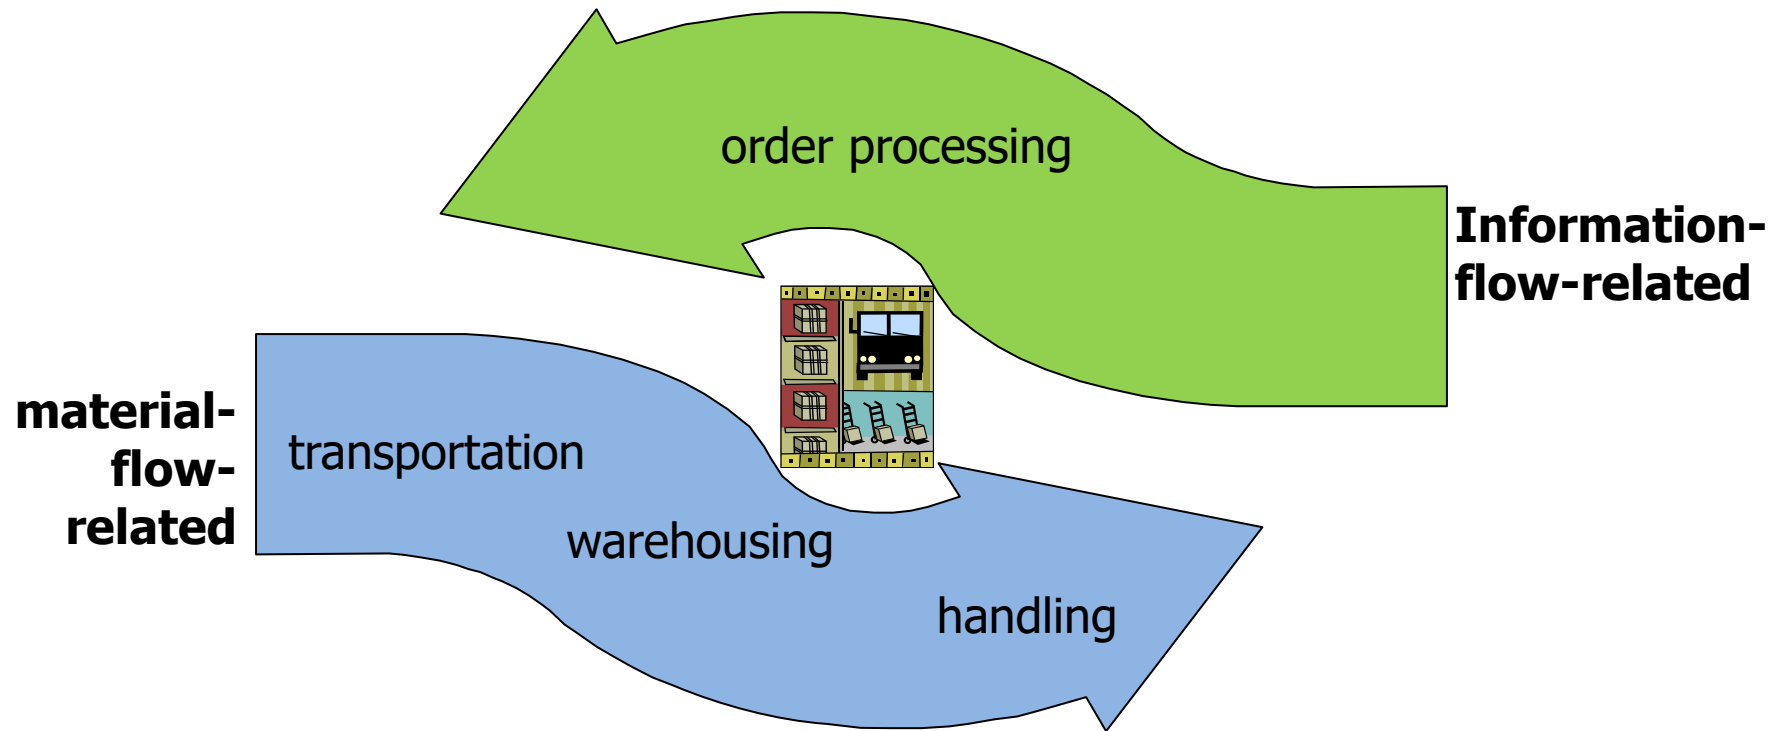 order processing
Information-
flow-related
material-
flow-
related
transportation
warehousing
handling